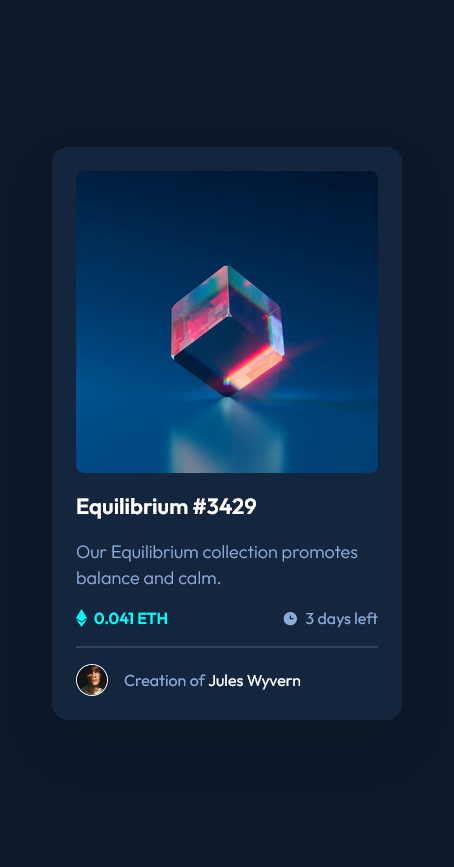 Equilibrium #3429
Our Equilibrium collection promotes
balance and calm.
0.041 ETH
3 days left
Creation of Jules Wyvern